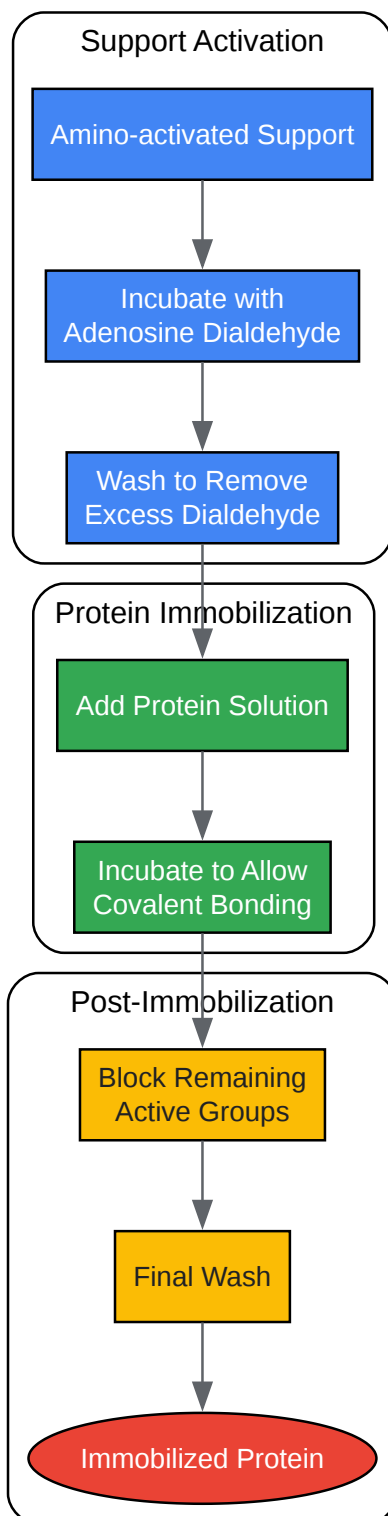 Support Activation
Amino-activated Support
Incubate with
Adenosine Dialdehyde
Wash to Remove
Excess Dialdehyde
Protein Immobilization
Add Protein Solution
Incubate to Allow
Covalent Bonding
Post-Immobilization
Block Remaining
Active Groups
Final Wash
Immobilized Protein